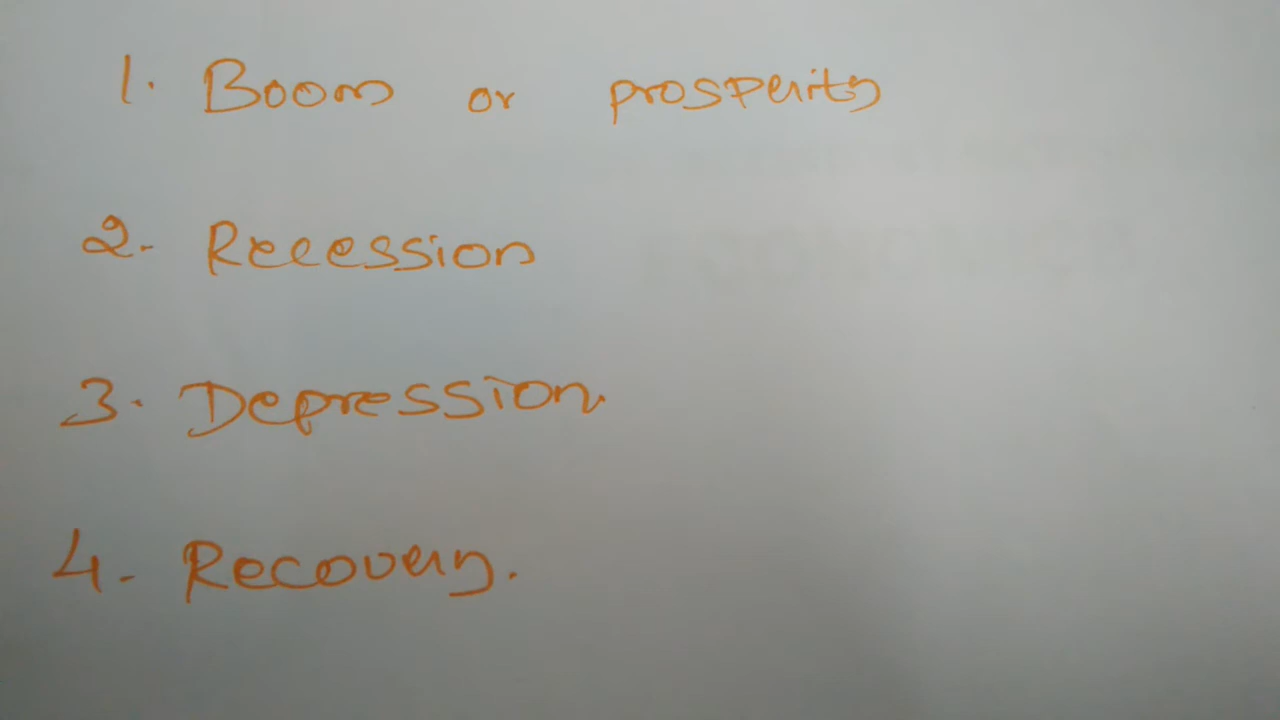 1. Boom or prosperity
2. Recession
3. Depression.
4. Recovery.